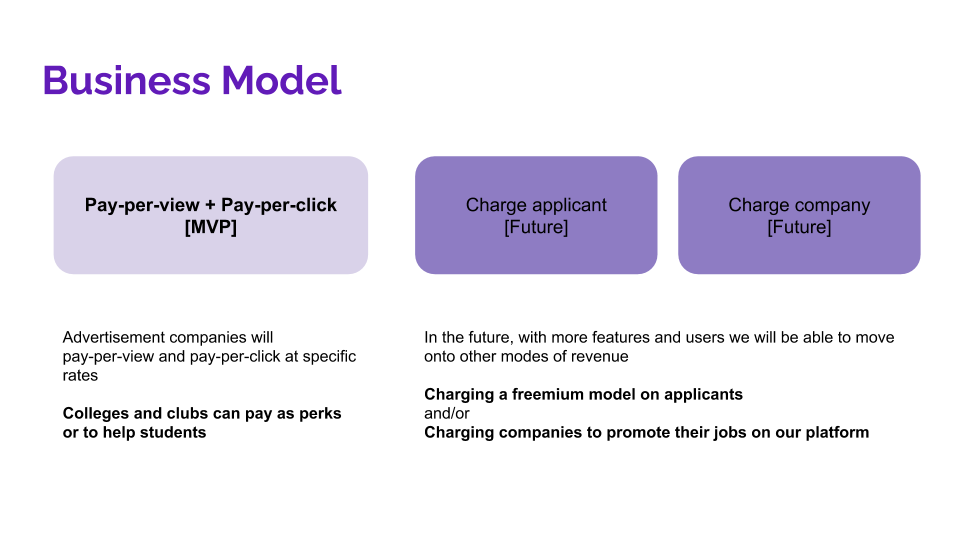 Business Model
Pay-per-view + Pay-per-click
[MVP]
Charge applicant
[Future]
Charge company
[Future]
Advertisement companies will
pay-per-view and pay-per-click at specific
rates
Colleges and clubs can pay as perks
or to help students
In the future, with more features and users we will be able to move
onto other modes of revenue
Charging a freemium model on applicants
and/or
Charging companies to promote their jobs on our platform